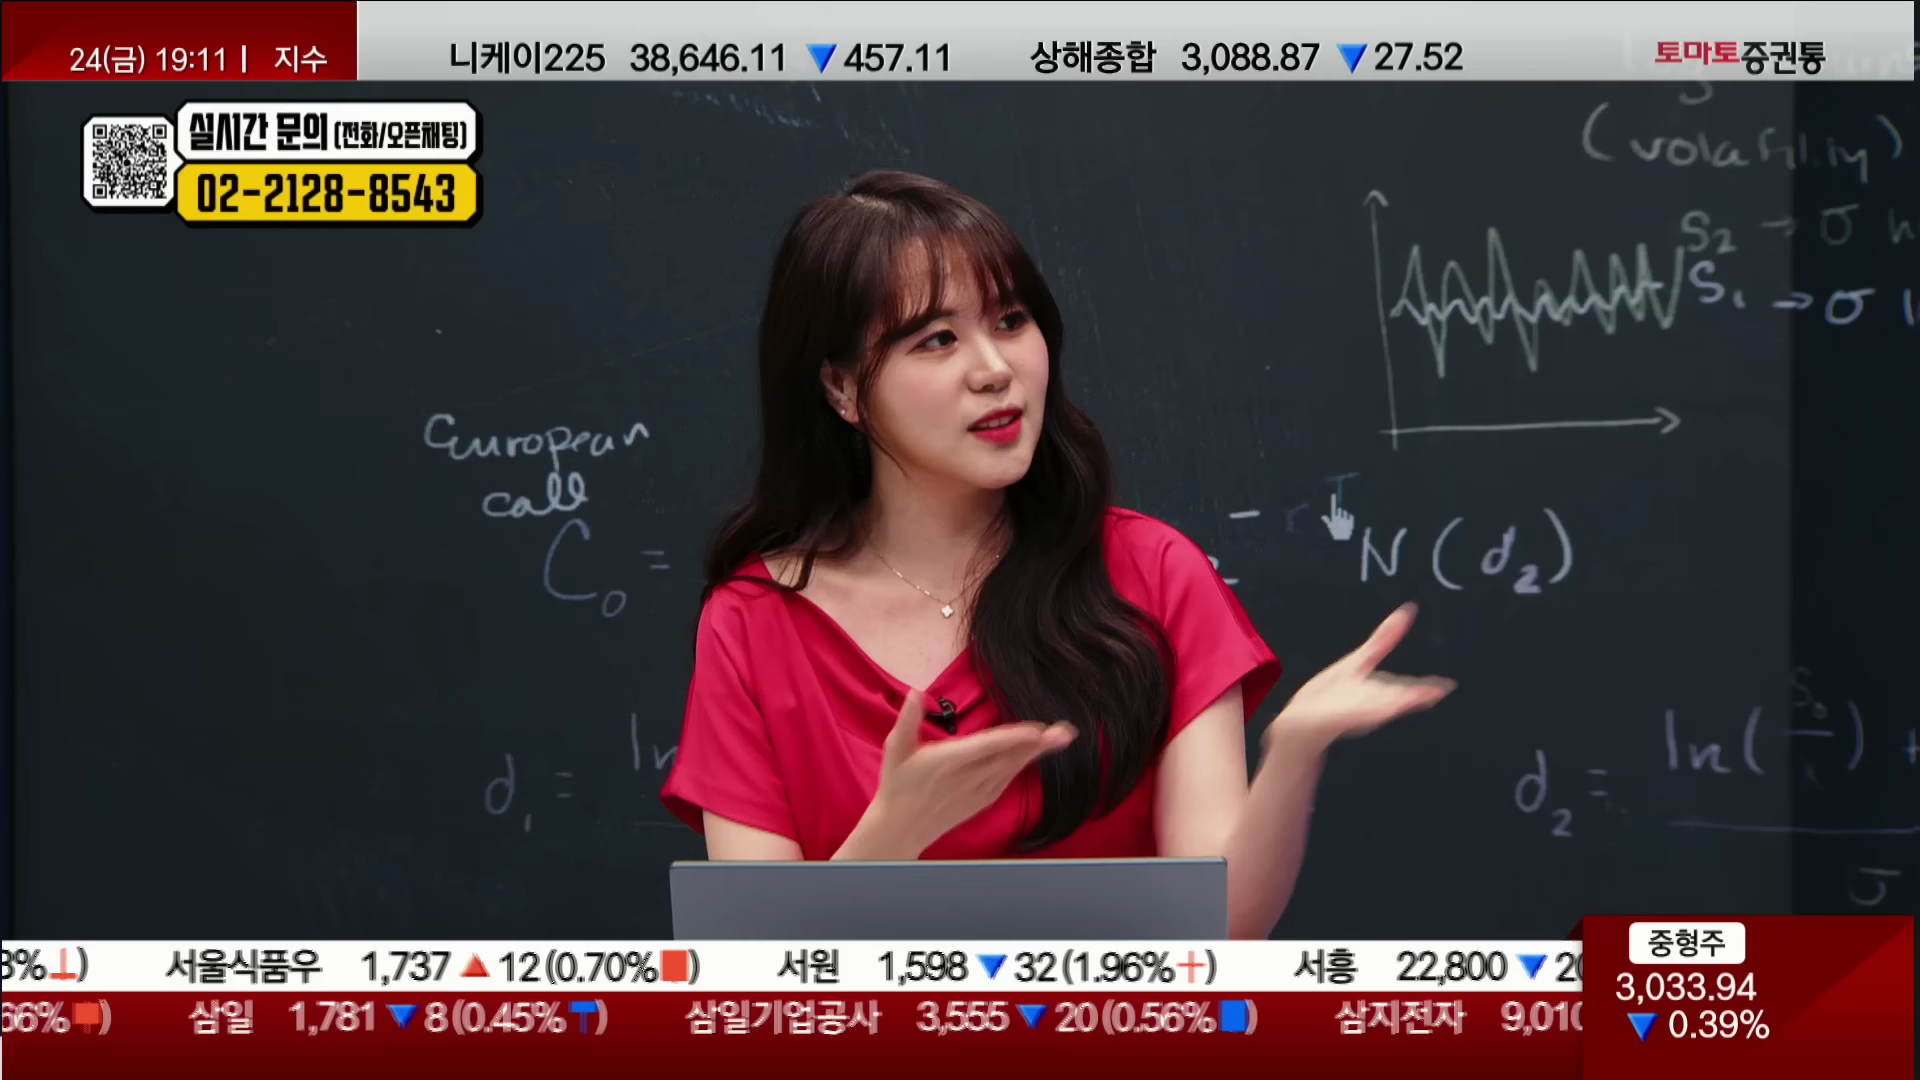 24(금) 19:11 | 지수
니케이225 38,646.11 ▼457.11 상해종합 3,088.87 ▼27.52
토마토증권통
실시간 문의 (전화/오픈채팅)
02-2128-8543
(volatility)
S2 → σ
S1 → σ
European
call
C0 =
N(d2)
d1 = ln
d2 = ln(
서울식품우 1,737 ▲12(0.70%) 서원 1,598 ▼32(1.96%) 서흥 22,800 ▼
삼일 1,781 ▼8(0.45%) 삼일기업공사 3,555 ▼20(0.56%) 삼지전자 9,010
중형주
3,033.94
▼0.39%